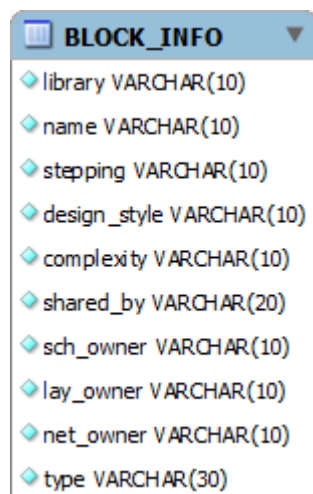 BLOCK_INFO
library VARCHAR(10)
name VARCHAR(10)
stepping VARCHAR(10)
design_style VARCHAR(10)
complexity VARCHAR(10)
shared_by VARCHAR(20)
sch_owner VARCHAR(10)
lay_owner VARCHAR(10)
net_owner VARCHAR(10)
type VARCHAR(30)